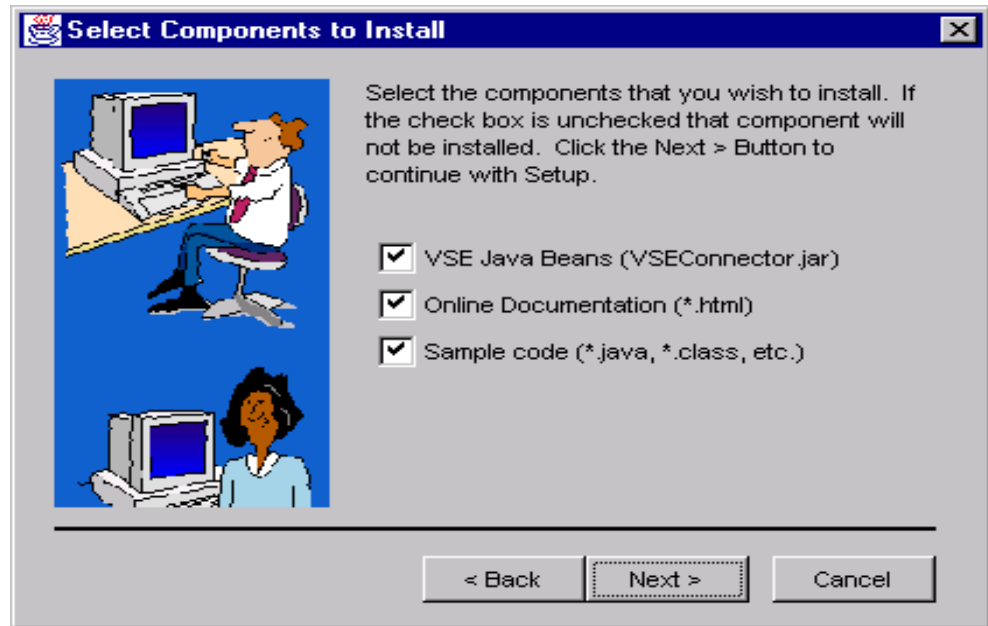 Select Components to Install
Select the components that you wish to install. If
the check box is unchecked that component will
not be installed. Click the Next > Button to
continue with Setup.
VSE Java Beans (VSEConnector.jar)
Online Documentation (*.html)
Sample code (*.java, *.class, etc.)
< Back Next > Cancel